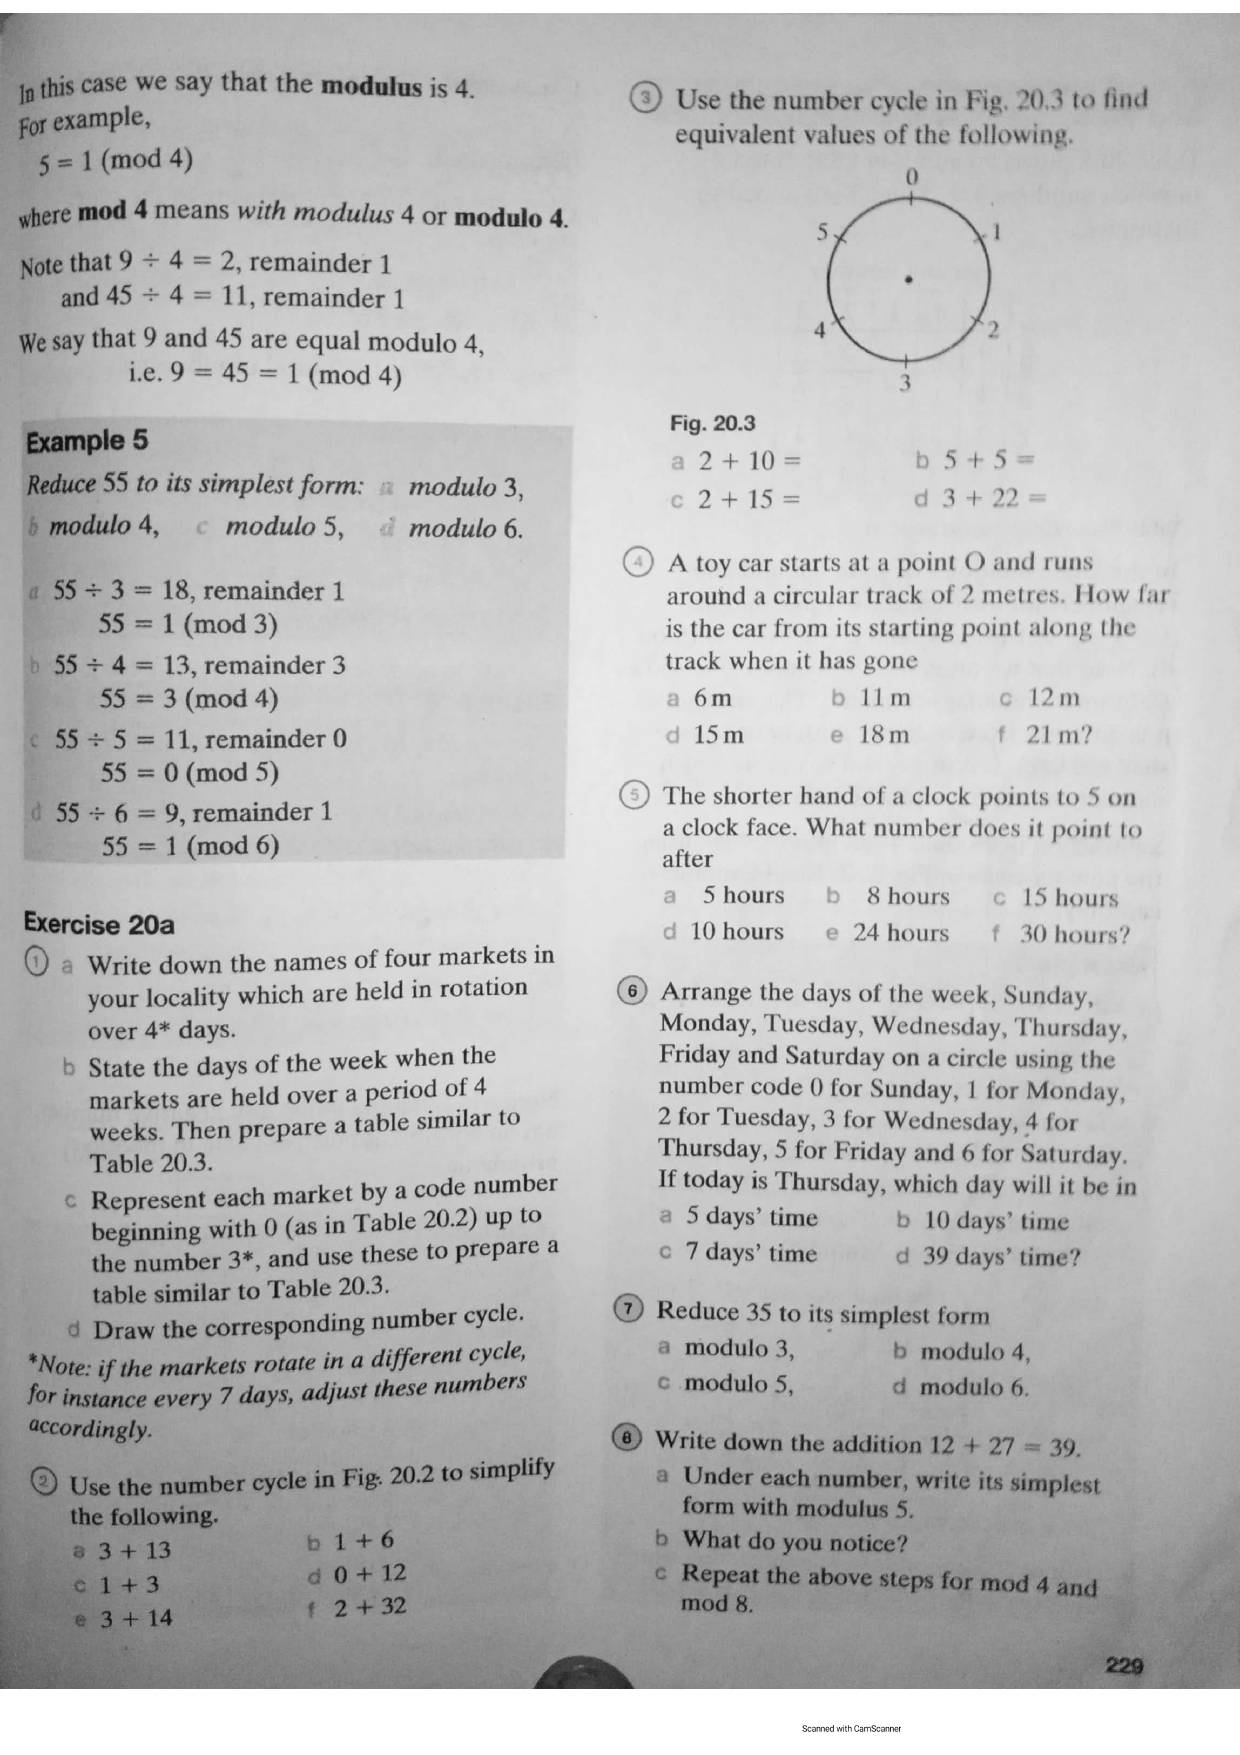 In this case we say that the modulus is 4.
For example,
5 = 1 (mod 4)
where mod 4 means with modulus 4 or modulo 4.
Note that 9 ÷ 4 = 2, remainder 1
and 45 ÷ 4 = 11, remainder 1
We say that 9 and 45 are equal modulo 4,
i.e. 9 = 45 = 1 (mod 4)
Example 5
Reduce 55 to its simplest form: a modulo 3,
b modulo 4, c modulo 5, d modulo 6.
a 55 ÷ 3 = 18, remainder 1
55 = 1 (mod 3)
b 55 ÷ 4 = 13, remainder 3
55 = 3 (mod 4)
c 55 ÷ 5 = 11, remainder 0
55 = 0 (mod 5)
d 55 ÷ 6 = 9, remainder 1
55 = 1 (mod 6)
Exercise 20a
1 a Write down the names of four markets in
your locality which are held in rotation
over 4* days.
b State the days of the week when the
markets are held over a period of 4
weeks. Then prepare a table similar to
Table 20.3.
c Represent each market by a code number
beginning with 0 (as in Table 20.2) up to
the number 3*, and use these to prepare a
table similar to Table 20.3.
d Draw the corresponding number cycle.
*Note: if the markets rotate in a different cycle,
for instance every 7 days, adjust these numbers
accordingly.
2 Use the number cycle in Fig. 20.2 to simplify
the following.
a 3 + 13 b 1 + 6
c 1 + 3 d 0 + 12
e 3 + 14 f 2 + 32
3 Use the number cycle in Fig. 20.3 to find
equivalent values of the following.
0
5 1
4 2
3
Fig. 20.3
a 2 + 10 = b 5 + 5 =
c 2 + 15 = d 3 + 22 =
4 A toy car starts at a point O and runs
around a circular track of 2 metres. How far
is the car from its starting point along the
track when it has gone
a 6 m b 11 m c 12 m
d 15 m e 18 m f 21 m?
5 The shorter hand of a clock points to 5 on
a clock face. What number does it point to
after
a 5 hours b 8 hours c 15 hours
d 10 hours e 24 hours f 30 hours?
6 Arrange the days of the week, Sunday,
Monday, Tuesday, Wednesday, Thursday,
Friday and Saturday on a circle using the
number code 0 for Sunday, 1 for Monday,
2 for Tuesday, 3 for Wednesday, 4 for
Thursday, 5 for Friday and 6 for Saturday.
If today is Thursday, which day will it be in
a 5 days' time b 10 days' time
c 7 days' time d 39 days' time?
7 Reduce 35 to its simplest form
a modulo 3, b modulo 4,
c modulo 5, d modulo 6.
8 Write down the addition 12 + 27 = 39.
a Under each number, write its simplest
form with modulus 5.
b What do you notice?
c Repeat the above steps for mod 4 and
mod 8.
229
Scanned with CamScanner